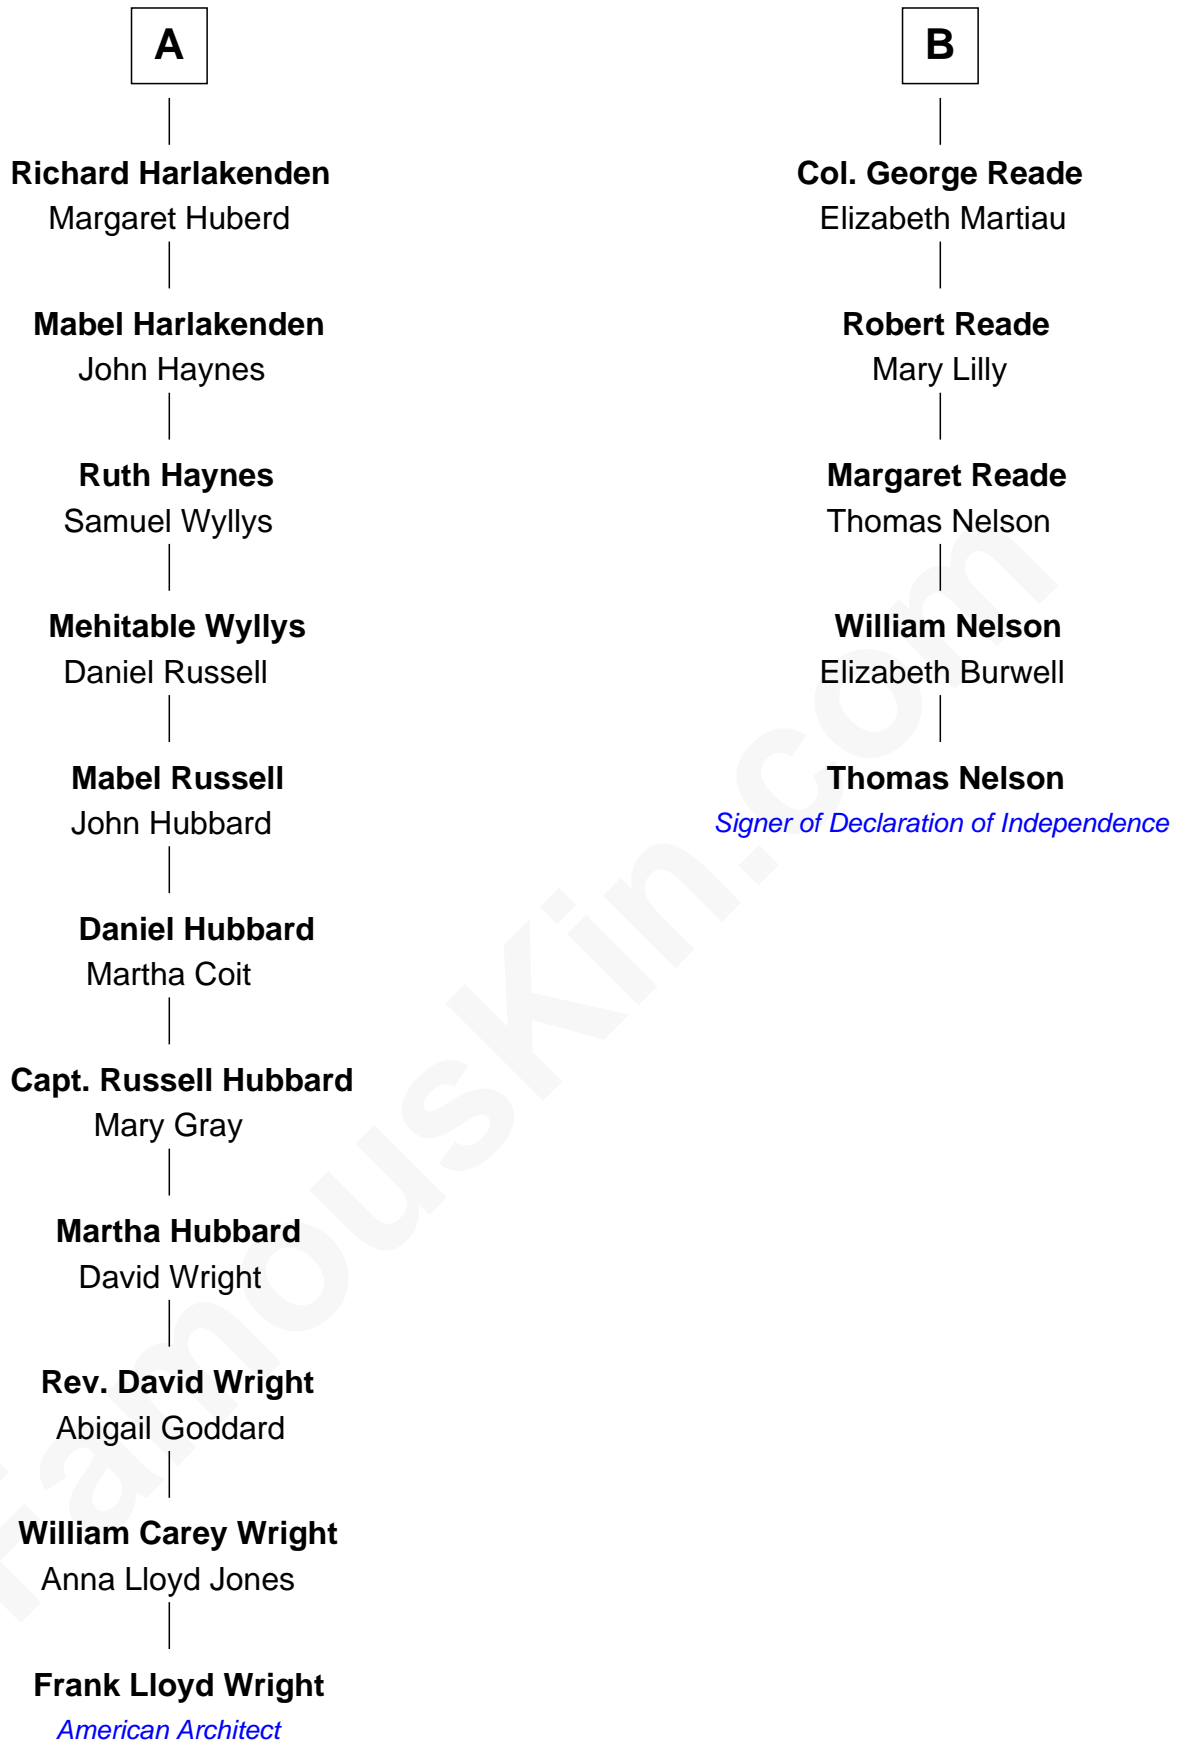 A
Richard Harlakenden
Margaret Huberd
Mabel Harlakenden
John Haynes
Ruth Haynes
Samuel Wyllys
Mehitable Wyllys
Daniel Russell
Mabel Russell
John Hubbard
Daniel Hubbard
Martha Coit
Capt. Russell Hubbard
Mary Gray
Martha Hubbard
David Wright
Rev. David Wright
Abigail Goddard
William Carey Wright
Anna Lloyd Jones
Frank Lloyd Wright
American Architect
B
Col. George Reade
Elizabeth Martiau
Robert Reade
Mary Lilly
Margaret Reade
Thomas Nelson
William Nelson
Elizabeth Burwell
Thomas Nelson
Signer of Declaration of Independence
FamousKin.com